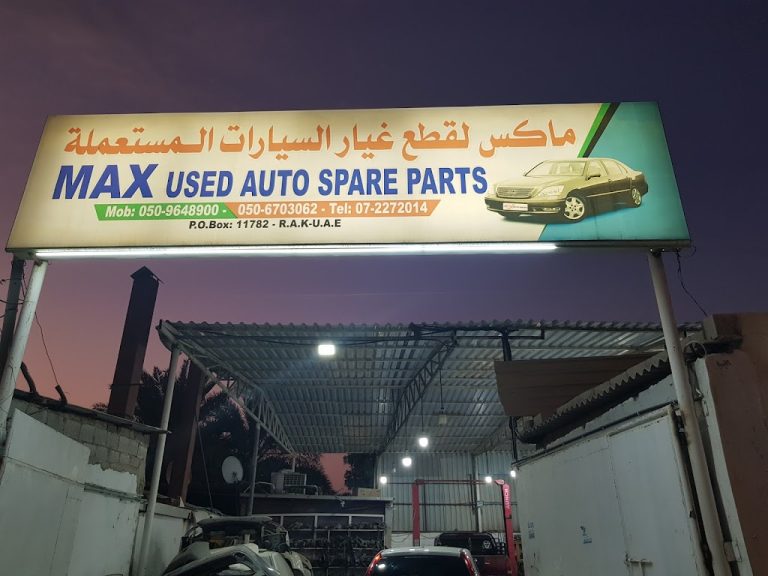 ماكس لقطع غيار السيارات المستعملة
MAX USED AUTO SPARE PARTS
Mob: 050-9648900 - 050-6703062 - Tel: 07-2272014
P.O.Box: 11782 - R.A.K-U.A.E